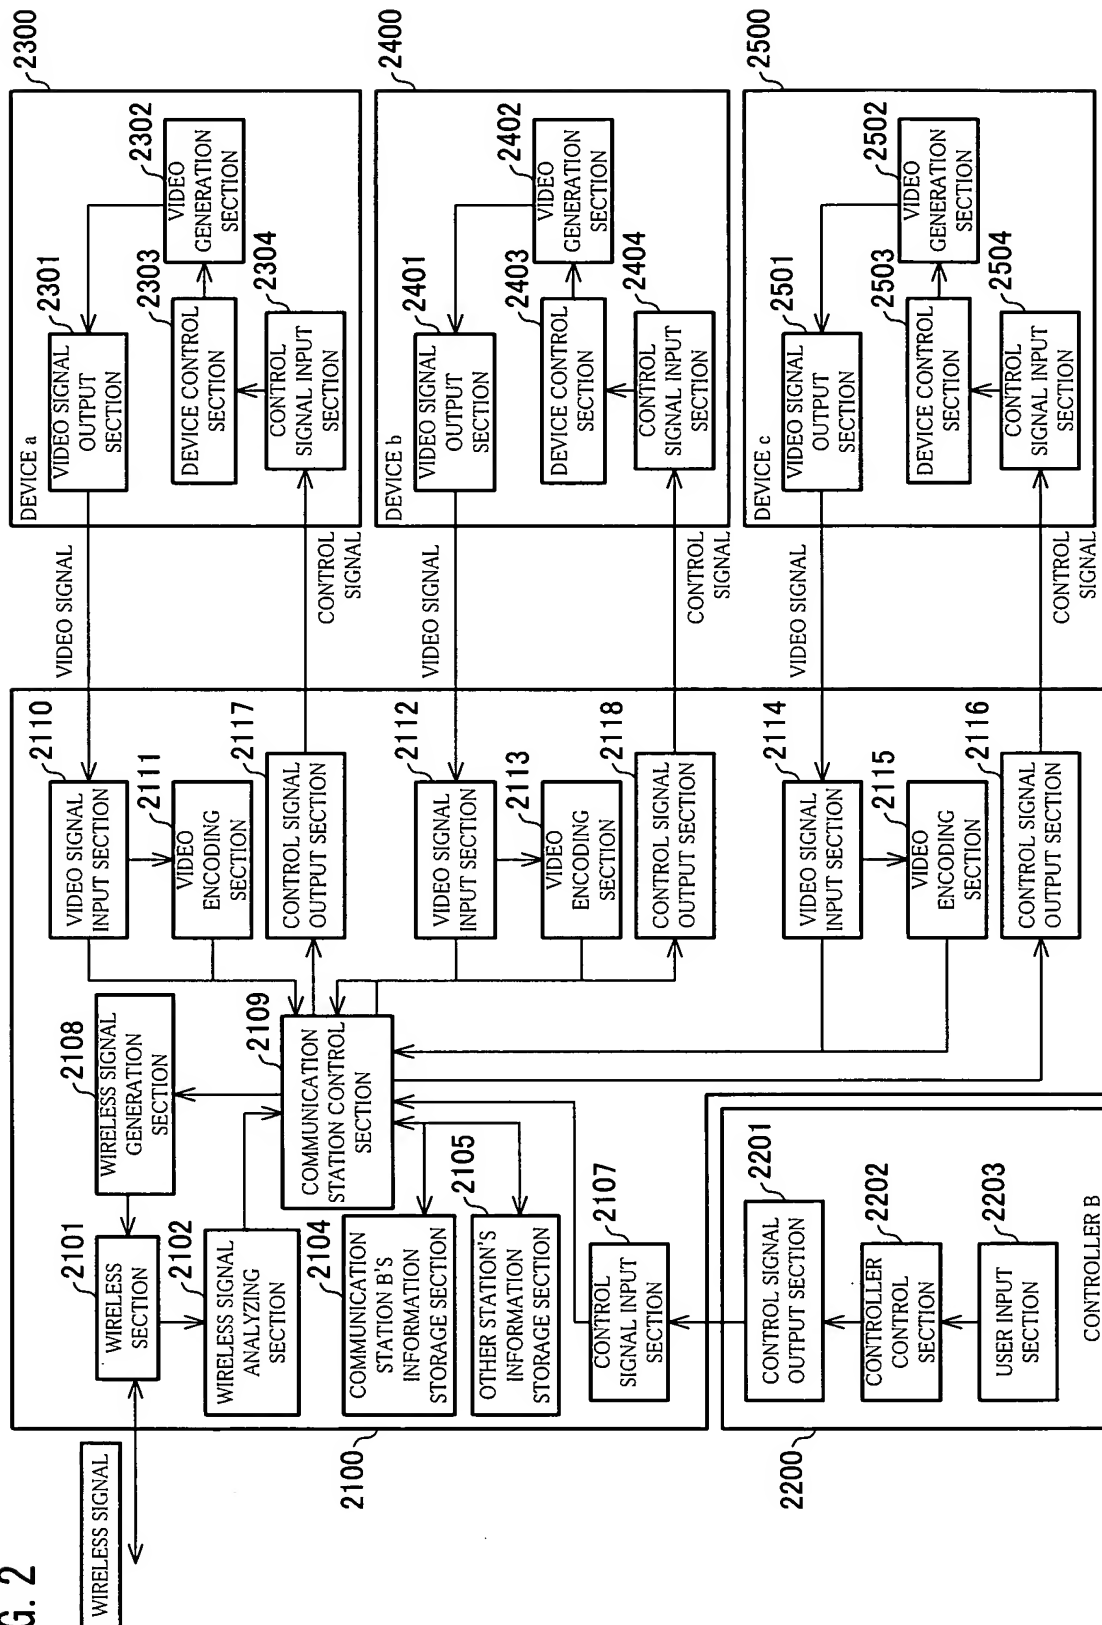 G. 2
WIRELESS SIGNAL
2100
2101
WIRELESS
SECTION
2102
WIRELESS SIGNAL
ANALYZING
SECTION
2104
COMMUNICATION
STATION B'S
INFORMATION
STORAGE SECTION
2105
OTHER STATION'S
INFORMATION
STORAGE SECTION
2107
CONTROL
SIGNAL INPUT
SECTION
2108
WIRELESS SIGNAL
GENERATION
SECTION
2109
COMMUNICATION
STATION CONTROL
SECTION
2110
VIDEO SIGNAL
INPUT SECTION
2111
VIDEO
ENCODING
SECTION
2117
CONTROL SIGNAL
OUTPUT SECTION
2112
VIDEO SIGNAL
INPUT SECTION
2113
VIDEO
ENCODING
SECTION
2118
CONTROL SIGNAL
OUTPUT SECTION
2114
VIDEO SIGNAL
INPUT SECTION
2115
VIDEO
ENCODING
SECTION
2116
CONTROL SIGNAL
OUTPUT SECTION
2200
2201
CONTROL SIGNAL
OUTPUT SECTION
2202
CONTROLLER
CONTROL
SECTION
2203
USER INPUT
SECTION
CONTROLLER B
VIDEO SIGNAL
CONTROL
SIGNAL
VIDEO SIGNAL
CONTROL
SIGNAL
VIDEO SIGNAL
CONTROL
SIGNAL
2300
DEVICE a
2301
VIDEO SIGNAL
OUTPUT
SECTION
2302
VIDEO
GENERATION
SECTION
2303
DEVICE CONTROL
SECTION
2304
CONTROL
SIGNAL INPUT
SECTION
2400
DEVICE b
2401
VIDEO SIGNAL
OUTPUT
SECTION
2402
VIDEO
GENERATION
SECTION
2403
DEVICE CONTROL
SECTION
2404
CONTROL
SIGNAL INPUT
SECTION
2500
DEVICE c
2501
VIDEO SIGNAL
OUTPUT
SECTION
2502
VIDEO
GENERATION
SECTION
2503
DEVICE CONTROL
SECTION
2504
CONTROL
SIGNAL INPUT
SECTION